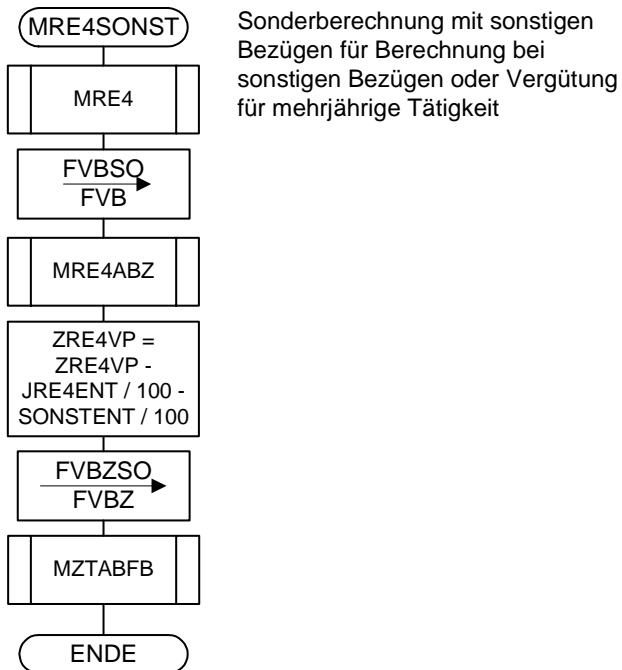 MRE4SONST
Sonderberechnung mit sonstigen
Bezügen für Berechnung bei
sonstigen Bezügen oder Vergütung
für mehrjährige Tätigkeit
MRE4
FVBSO
FVB
MRE4ABZ
ZRE4VP =
ZRE4VP -
JRE4ENT / 100 -
SONSTENT / 100
FVBZSO
FVBZ
MZTABFB
ENDE